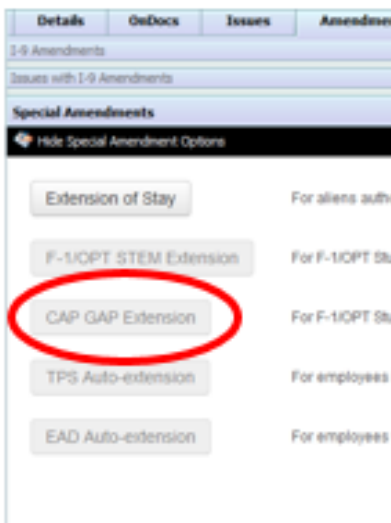 Details OnDocs Issues Amendme
I-9 Amendments
Issues with I-9 Amendments
Special Amendments
Hide Special Amendment Options
Extension of Stay For aliens auth
F-1/OPT STEM Extension For F-1/OPT Stu
CAP GAP Extension For F-1/OPT Stu
TPS Auto-extension For employees
EAD Auto-extension For employees